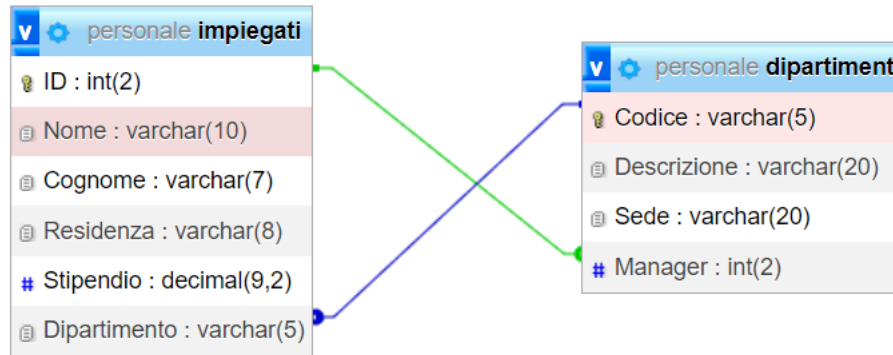 v personale impiegati
ID : int(2)
Nome : varchar(10)
Cognome : varchar(7)
Residenza : varchar(8)
# Stipendio : decimal(9,2)
Dipartimento : varchar(5)
v personale dipartiment
Codice : varchar(5)
Descrizione : varchar(20)
Sede : varchar(20)
# Manager : int(2)